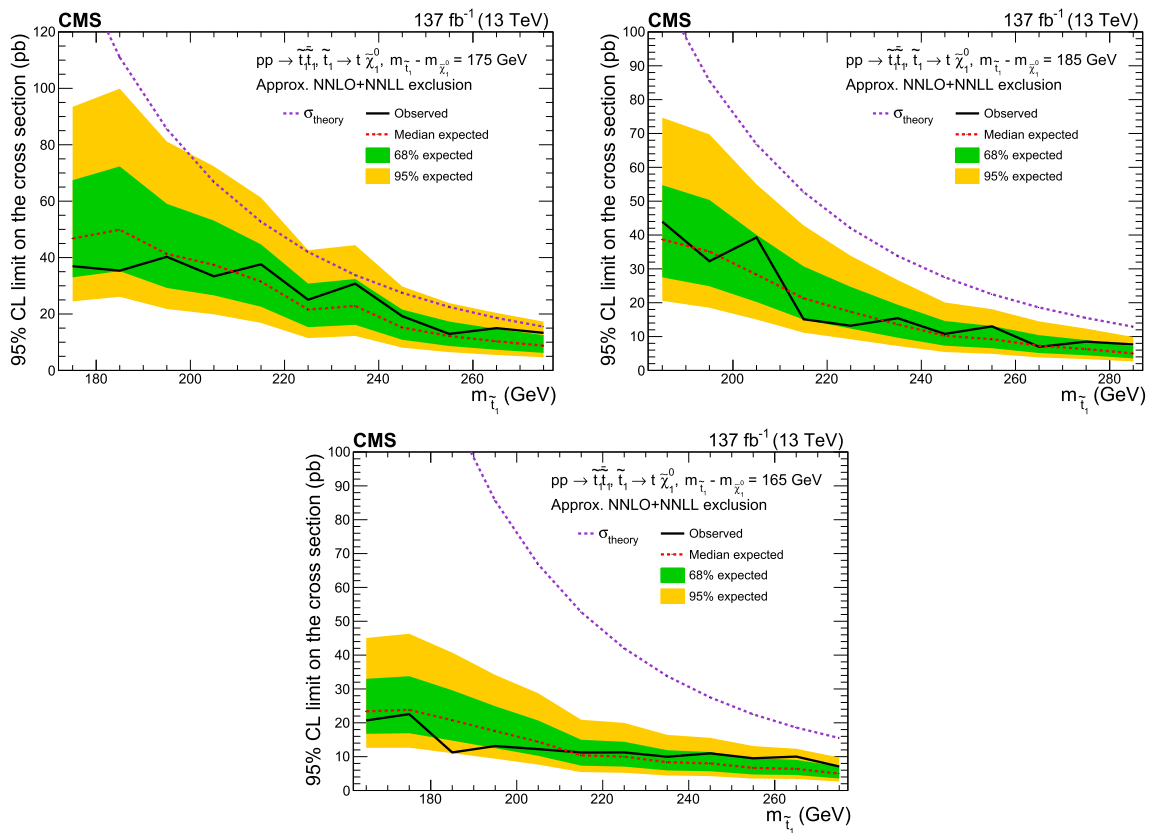 CMS 137 fb⁻¹ (13 TeV)
95% CL limit on the cross section (pb)
120
100
80
60
40
20
0
pp → t̃₁t̃̄₁, t̃₁ → t χ̃₁⁰, m_t̃₁ - m_χ̃₁⁰ = 175 GeV
Approx. NNLO+NNLL exclusion
σ_theory Observed
Median expected
68% expected
95% expected
180 200 220 240 260
m_t̃₁ (GeV)
CMS 137 fb⁻¹ (13 TeV)
95% CL limit on the cross section (pb)
100
90
80
70
60
50
40
30
20
10
0
pp → t̃₁t̃̄₁, t̃₁ → t χ̃₁⁰, m_t̃₁ - m_χ̃₁⁰ = 185 GeV
Approx. NNLO+NNLL exclusion
σ_theory Observed
Median expected
68% expected
95% expected
200 220 240 260 280
m_t̃₁ (GeV)
CMS 137 fb⁻¹ (13 TeV)
95% CL limit on the cross section (pb)
100
90
80
70
60
50
40
30
20
10
0
pp → t̃₁t̃̄₁, t̃₁ → t χ̃₁⁰, m_t̃₁ - m_χ̃₁⁰ = 165 GeV
Approx. NNLO+NNLL exclusion
σ_theory Observed
Median expected
68% expected
95% expected
180 200 220 240 260
m_t̃₁ (GeV)